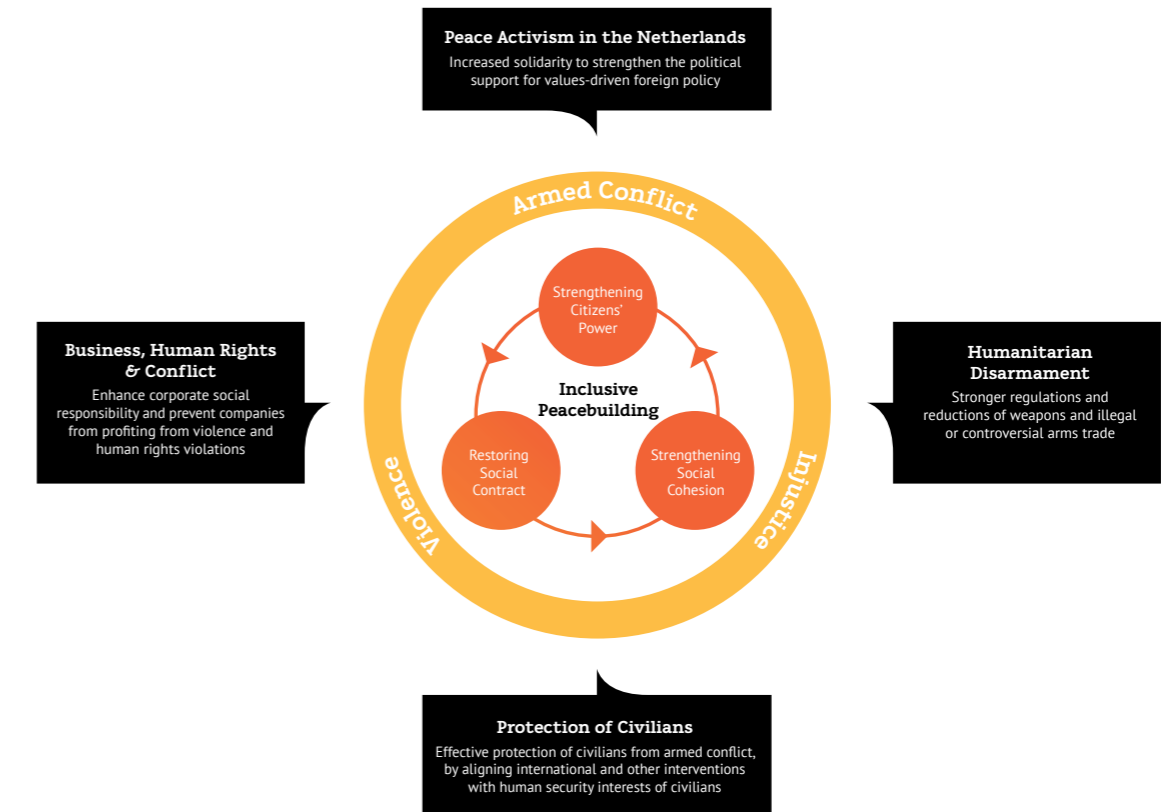 Peace Activism in the Netherlands
Increased solidarity to strengthen the political
support for values-driven foreign policy
Armed Conflict
Strengthening
Citizens'
Power
Business, Human Rights
& Conflict
Enhance corporate social
responsibility and prevent companies
from profiting from violence and
human rights violations
Inclusive
Peacebuilding
Humanitarian
Disarmament
Stronger regulations and
reductions of weapons and illegal
or controversial arms trade
Violence
Restoring
Social
Contract
Strengthening
Social
Cohesion
Injustice
Protection of Civilians
Effective protection of civilians from armed conflict,
by aligning international and other interventions
with human security interests of civilians